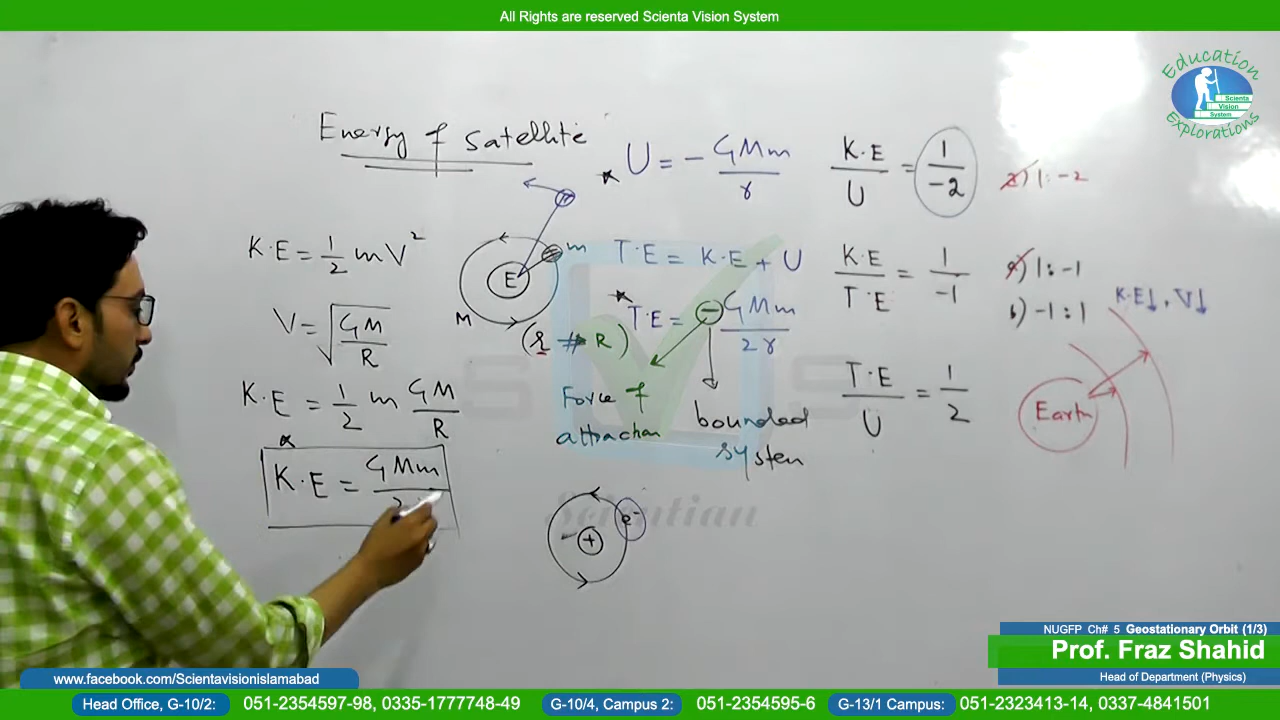 All Rights are reserved Scienta Vision System
Education
Scienta
Vision
System
Explorations
Energy of Satellite
K.E = 1/2 m V²
V = √(GM/R)
K.E = 1/2 m GM/R
* K.E = GMm/2
E
m
M
(r ≠ R)
* U = - GMm/r
T.E = K.E + U
* T.E = - GMm/2r
Force of
attraction
bounded
system
+
e-
K.E/U = 1/-2
a) 1:-2
K.E/T.E = 1/-1
a) 1:-1
b) -1:1
T.E/U = 1/2
K.E↓, V↓
Earth
Scientian
NUGFP Ch# 5 Geostationary Orbit (1/3)
Prof. Fraz Shahid
Head of Department (Physics)
www.facebook.com/Scientavisionislamabad
Head Office, G-10/2: 051-2354597-98, 0335-1777748-49 G-10/4, Campus 2: 051-2354595-6 G-13/1 Campus: 051-2323413-14, 0337-4841501